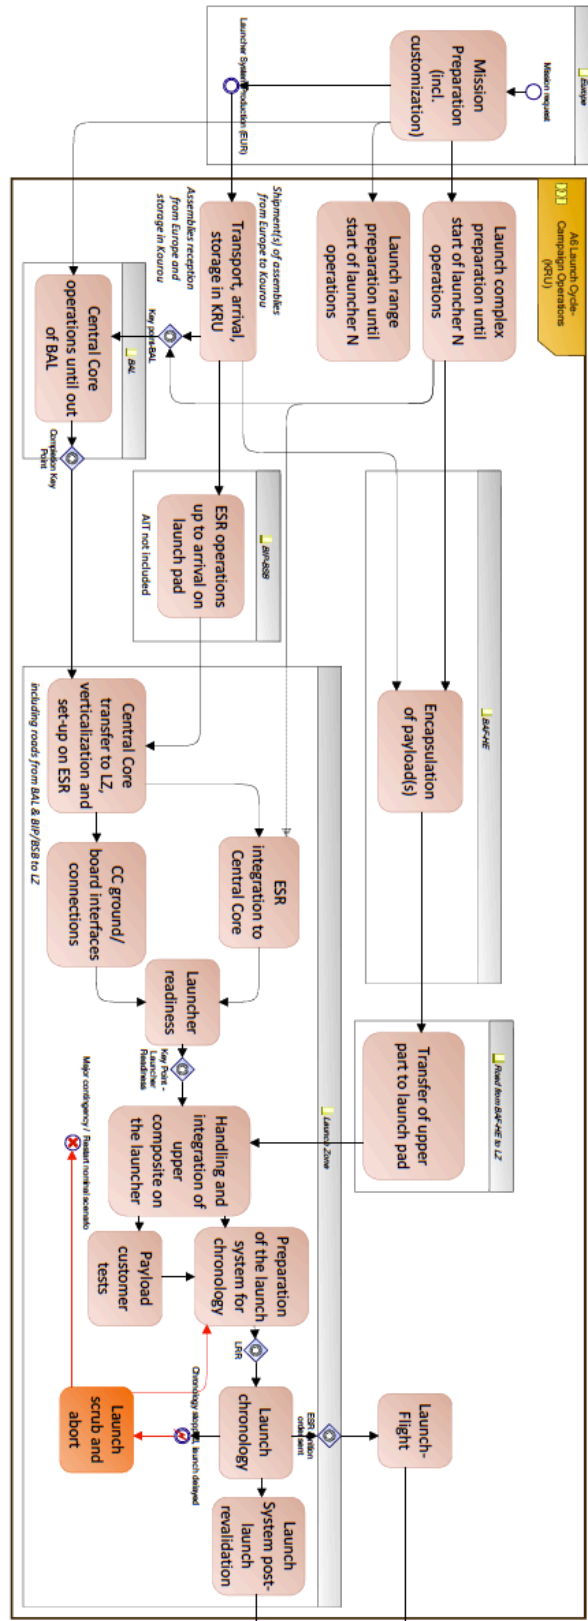 A6 Launch Cycle-
Campaign Operations
(KRU)
Europe
Mission request
Mission
Preparation
(incl.
customization)
Launcher System Production (EUR)
Launch complex
preparation until
start of launcher N
operations
Launch range
preparation until
start of launcher N
operations
Shipment(s) of assemblies
from Europe to Kourou
Transport, arrival,
storage in KRU
Assemblies reception
from Europe and
storage in Kourou
Key point-BAL
BAL
Central Core
operations until out
of BAL
Completion Key
Point
BIP-BSB
ESR operations
up to arrival on
launch pad
AIT not included
BAF-HE
Encapsulation
of payload(s)
Road from BAF-HE to LZ
Transfer of upper
part to launch pad
Launch Zone
Central Core
transfer to LZ,
verticalization and
set-up on ESR
including roads from BAL & BIP/BSB to LZ
ESR
integration to
Central Core
CC ground/
board interfaces
connections
Launcher
readiness
Key Point -
Launcher
Readiness
Handling and
integration of
upper
composite on
the launcher
Payload
customer
tests
Preparation
of the launch
system for
chronology
LRR
Launch
chronology
ESR ignition
order sent
Launch-
Flight
Launch
System post-
launch
revalidation
Chronology stopped, launch delayed
Launch
scrub and
abort
Major contingency / Restart nominal scenario